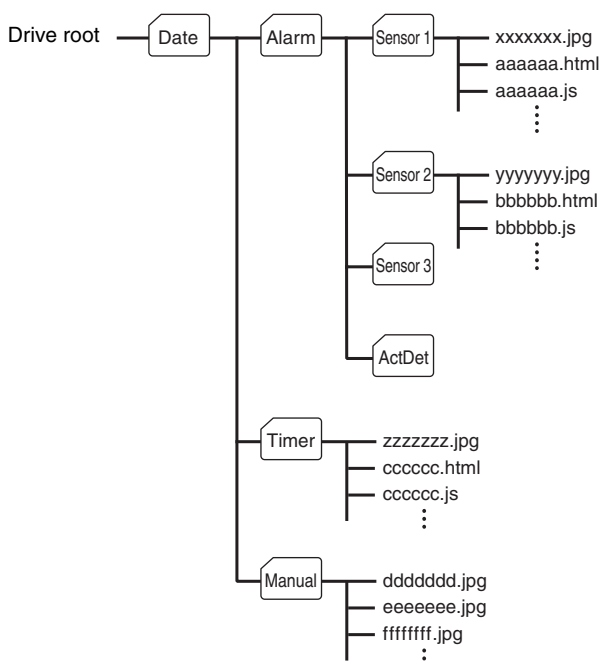 Drive root
Date
Alarm
Sensor 1
xxxxxxx.jpg
aaaaaa.html
aaaaaa.js
Sensor 2
yyyyyyy.jpg
bbbbbb.html
bbbbbb.js
Sensor 3
ActDet
Timer
zzzzzzz.jpg
cccccc.html
cccccc.js
Manual
ddddddd.jpg
eeeeeee.jpg
ffffffff.jpg